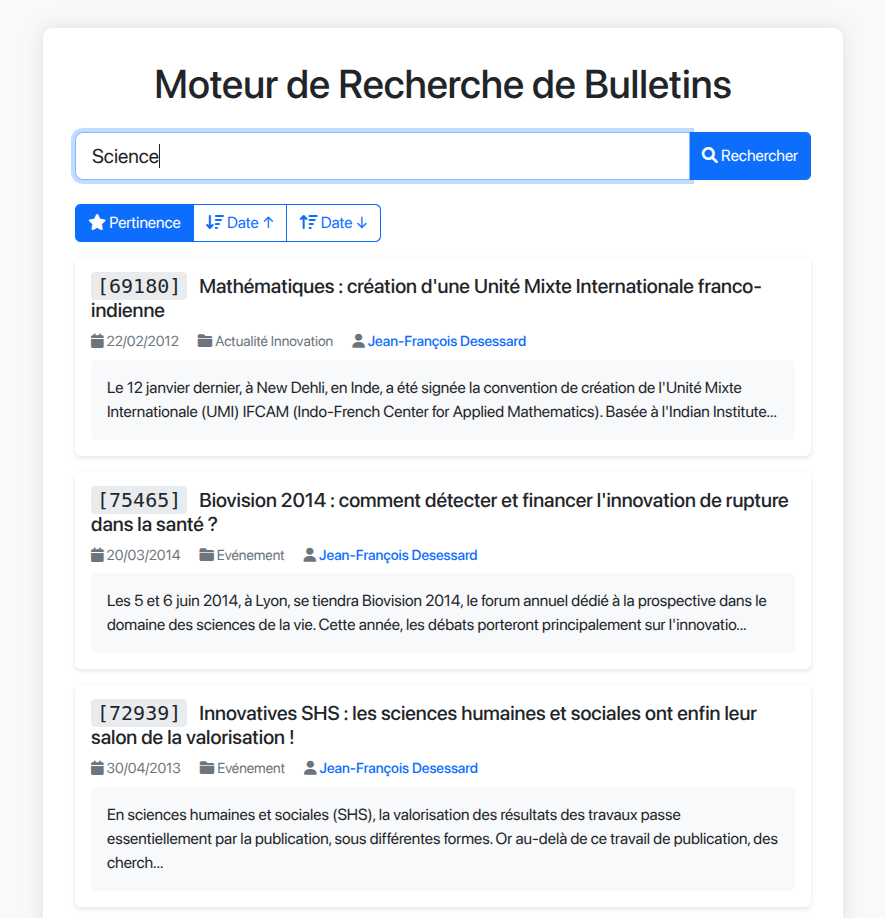 Moteur de Recherche de Bulletins
Science
Rechercher
Pertinence
Date ↑
Date ↓
[69180] Mathématiques : création d'une Unité Mixte Internationale franco-
indienne
22/02/2012 Actualité Innovation Jean-François Desessard
Le 12 janvier dernier, à New Dehli, en Inde, a été signée la convention de création de l'Unité Mixte
Internationale (UMI) IFCAM (Indo-French Center for Applied Mathematics). Basée à l'Indian Institute...
[75465] Biovision 2014 : comment détecter et financer l'innovation de rupture
dans la santé ?
20/03/2014 Evénement Jean-François Desessard
Les 5 et 6 juin 2014, à Lyon, se tiendra Biovision 2014, le forum annuel dédié à la prospective dans le
domaine des sciences de la vie. Cette année, les débats porteront principalement sur l'innovatio...
[72939] Innovatives SHS : les sciences humaines et sociales ont enfin leur
salon de la valorisation !
30/04/2013 Evénement Jean-François Desessard
En sciences humaines et sociales (SHS), la valorisation des résultats des travaux passe
essentiellement par la publication, sous différentes formes. Or au-delà de ce travail de publication, des
cherch...